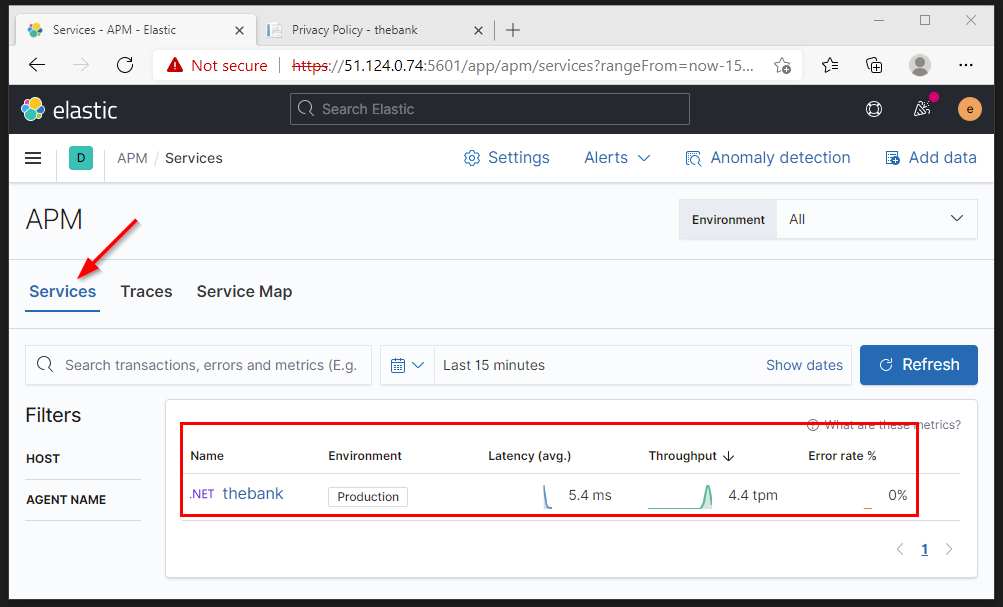 Services - APM - Elastic
Privacy Policy - thebank
Not secure
https://51.124.0.74:5601/app/apm/services?rangeFrom=now-15...
elastic
Search Elastic
e
D
APM / Services
Settings
Alerts
Anomaly detection
Add data
APM
Environment
All
Services
Traces
Service Map
Search transactions, errors and metrics (E.g.
Last 15 minutes
Show dates
Refresh
Filters
HOST
AGENT NAME
What are these metrics?
Name Environment Latency (avg.) Throughput Error rate %
.NET thebank Production 5.4 ms 4.4 tpm 0%
1